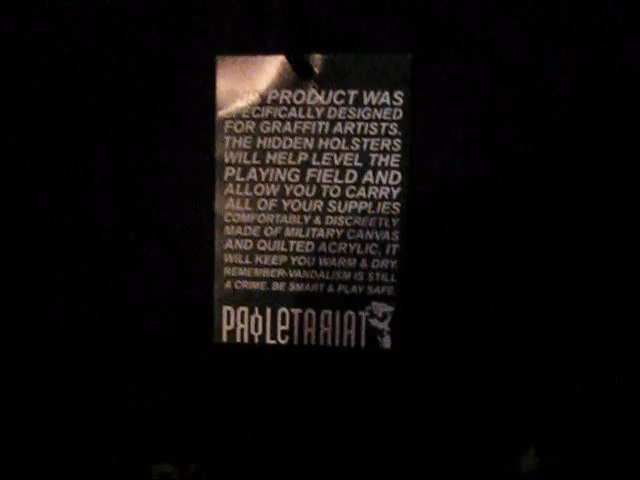 THIS PRODUCT WAS
SPECIFICALLY DESIGNED
FOR GRAFFITI ARTISTS.
THE HIDDEN HOLSTERS
WILL HELP LEVEL THE
PLAYING FIELD AND
ALLOW YOU TO CARRY
ALL OF YOUR SUPPLIES
COMFORTABLY & DISCREETLY
MADE OF MILITARY CANVAS
AND QUILTED ACRYLIC, IT
WILL KEEP YOU WARM & DRY.
REMEMBER-VANDALISM IS STILL
A CRIME. BE SMART & PLAY SAFE
PROLETARIAT